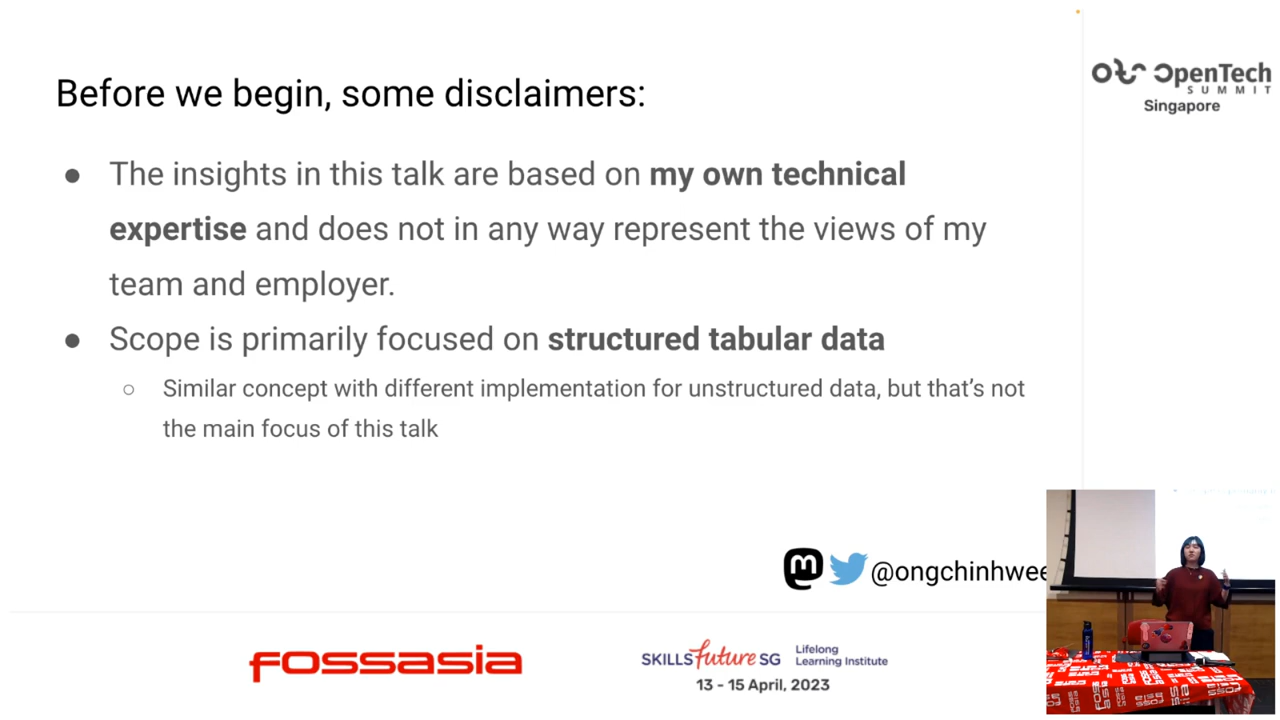 Before we begin, some disclaimers:
OpenTech
SUMMIT
Singapore
● The insights in this talk are based on my own technical
expertise and does not in any way represent the views of my
team and employer.
● Scope is primarily focused on structured tabular data
○ Similar concept with different implementation for unstructured data, but that’s not
the main focus of this talk
@ongchinhwee
fossasia
SKILLS future SG
Lifelong
Learning Institute
13 - 15 April, 2023